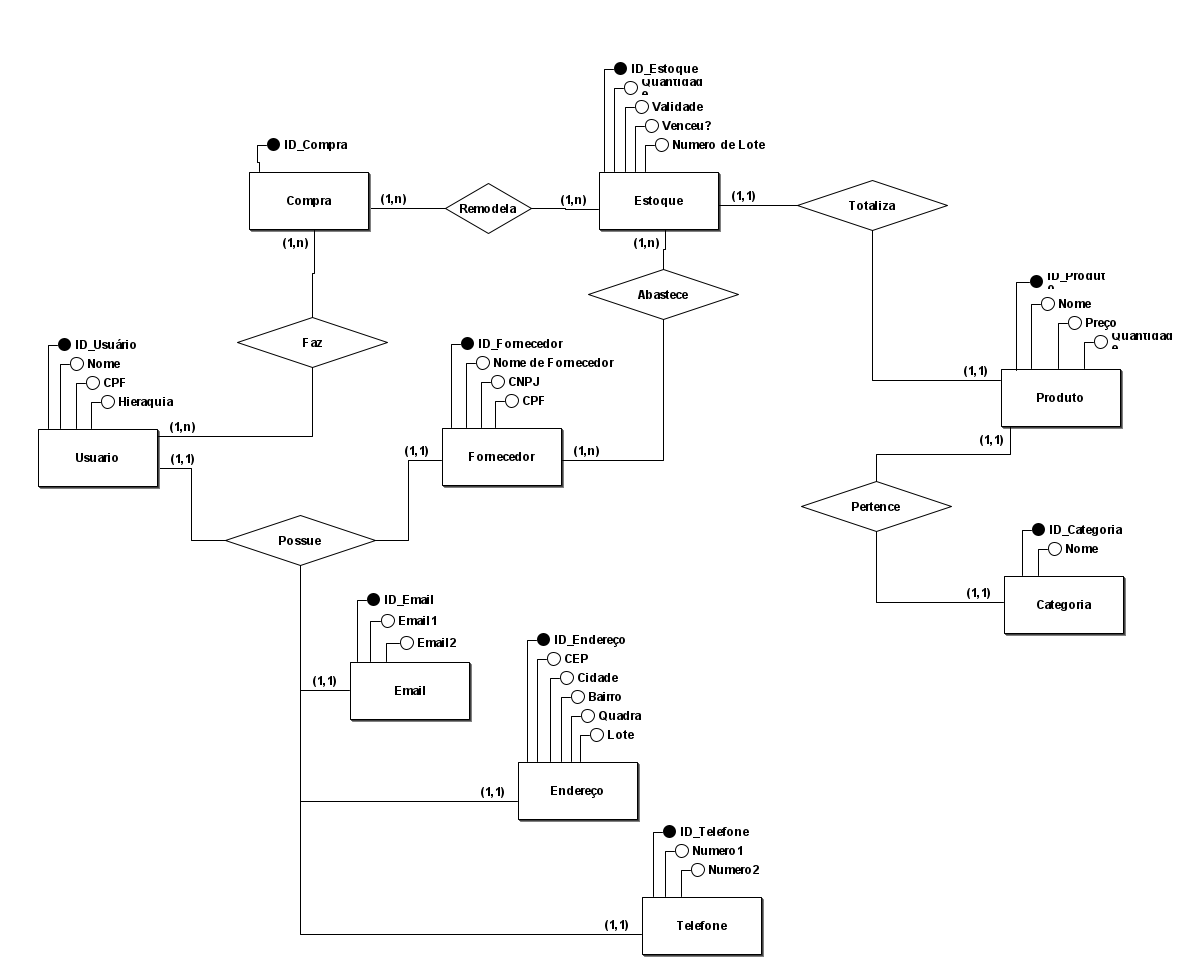 ID_Estoque
Quantidad
e
Validade
Venceu?
Numero de Lote
ID_Compra
Compra
(1,n)
Remodela
(1,n)
Estoque
(1,1)
Totaliza
(1,n)
(1,n)
Abastece
ID_Produt
o
Nome
Preço
Quantidad
e
(1,1)
Produto
(1,1)
Faz
ID_Usuário
Nome
CPF
Hieraquia
(1,n)
Usuario
(1,1)
ID_Fornecedor
Nome de Fornecedor
CNPJ
CPF
(1,1)
Fornecedor
(1,n)
Pertence
Possue
ID_Categoria
Nome
(1,1)
Categoria
ID_Email
Email1
Email2
(1,1)
Email
ID_Endereço
CEP
Cidade
Bairro
Quadra
Lote
(1,1)
Endereço
ID_Telefone
Numero1
Numero2
(1,1)
Telefone